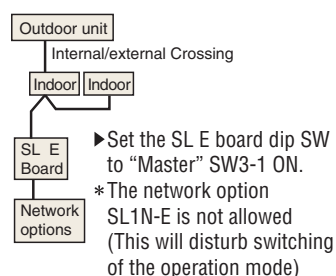 Outdoor unit
Internal/external Crossing
Indoor Indoor
SL E
Board
Network
options
▶Set the SL E board dip SW
to “Master” SW3-1 ON.
*The network option
SL1N-E is not allowed
(This will disturb switching
of the operation mode)